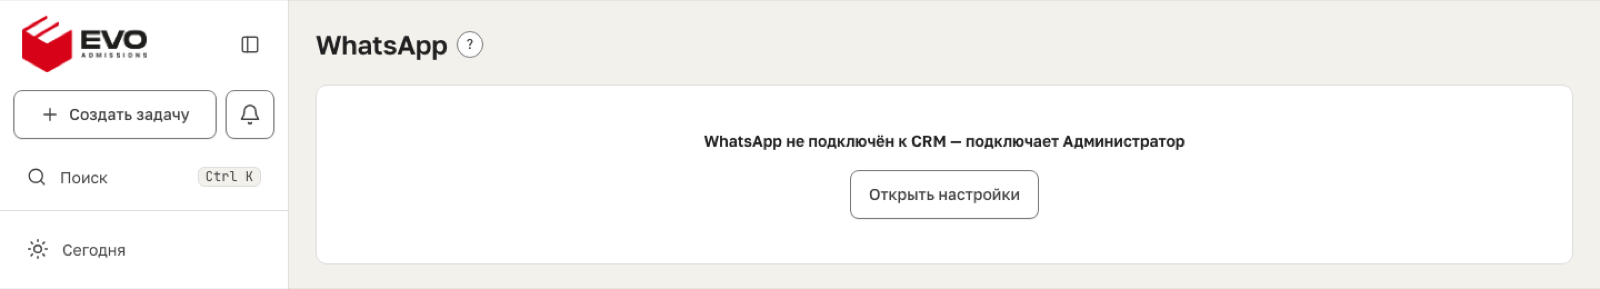 EVO
ADMISSIONS
Создать задачу
Поиск
Ctrl K
Сегодня
WhatsApp ?
WhatsApp не подключён к CRM — подключает Администратор
Открыть настройки